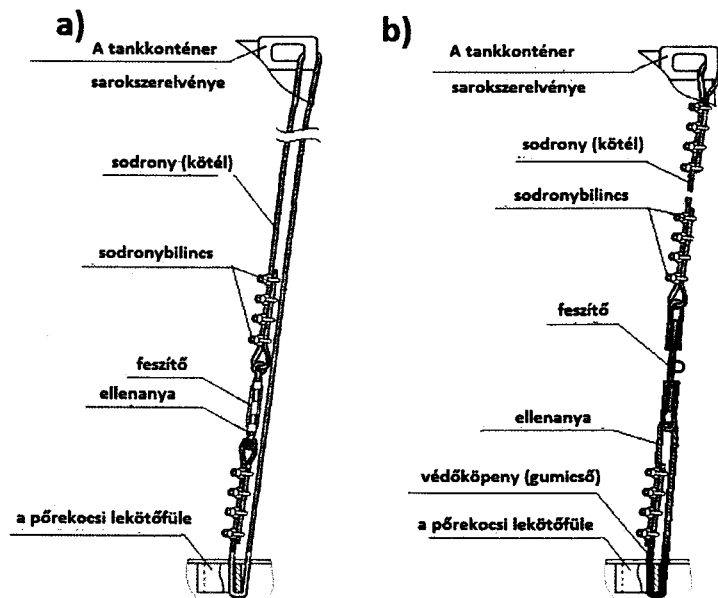 a)
A tankkonténer
sarokszerelvénye
sodrony (kötél)
sodronybilincs
feszítő
ellenanya
a pőrekocsi lekötőfüle
b)
A tankkonténer
sarokszerelvénye
sodrony (kötél)
sodronybilincs
feszítő
ellenanya
védőköpeny (gumicső)
a pőrekocsi lekötőfüle